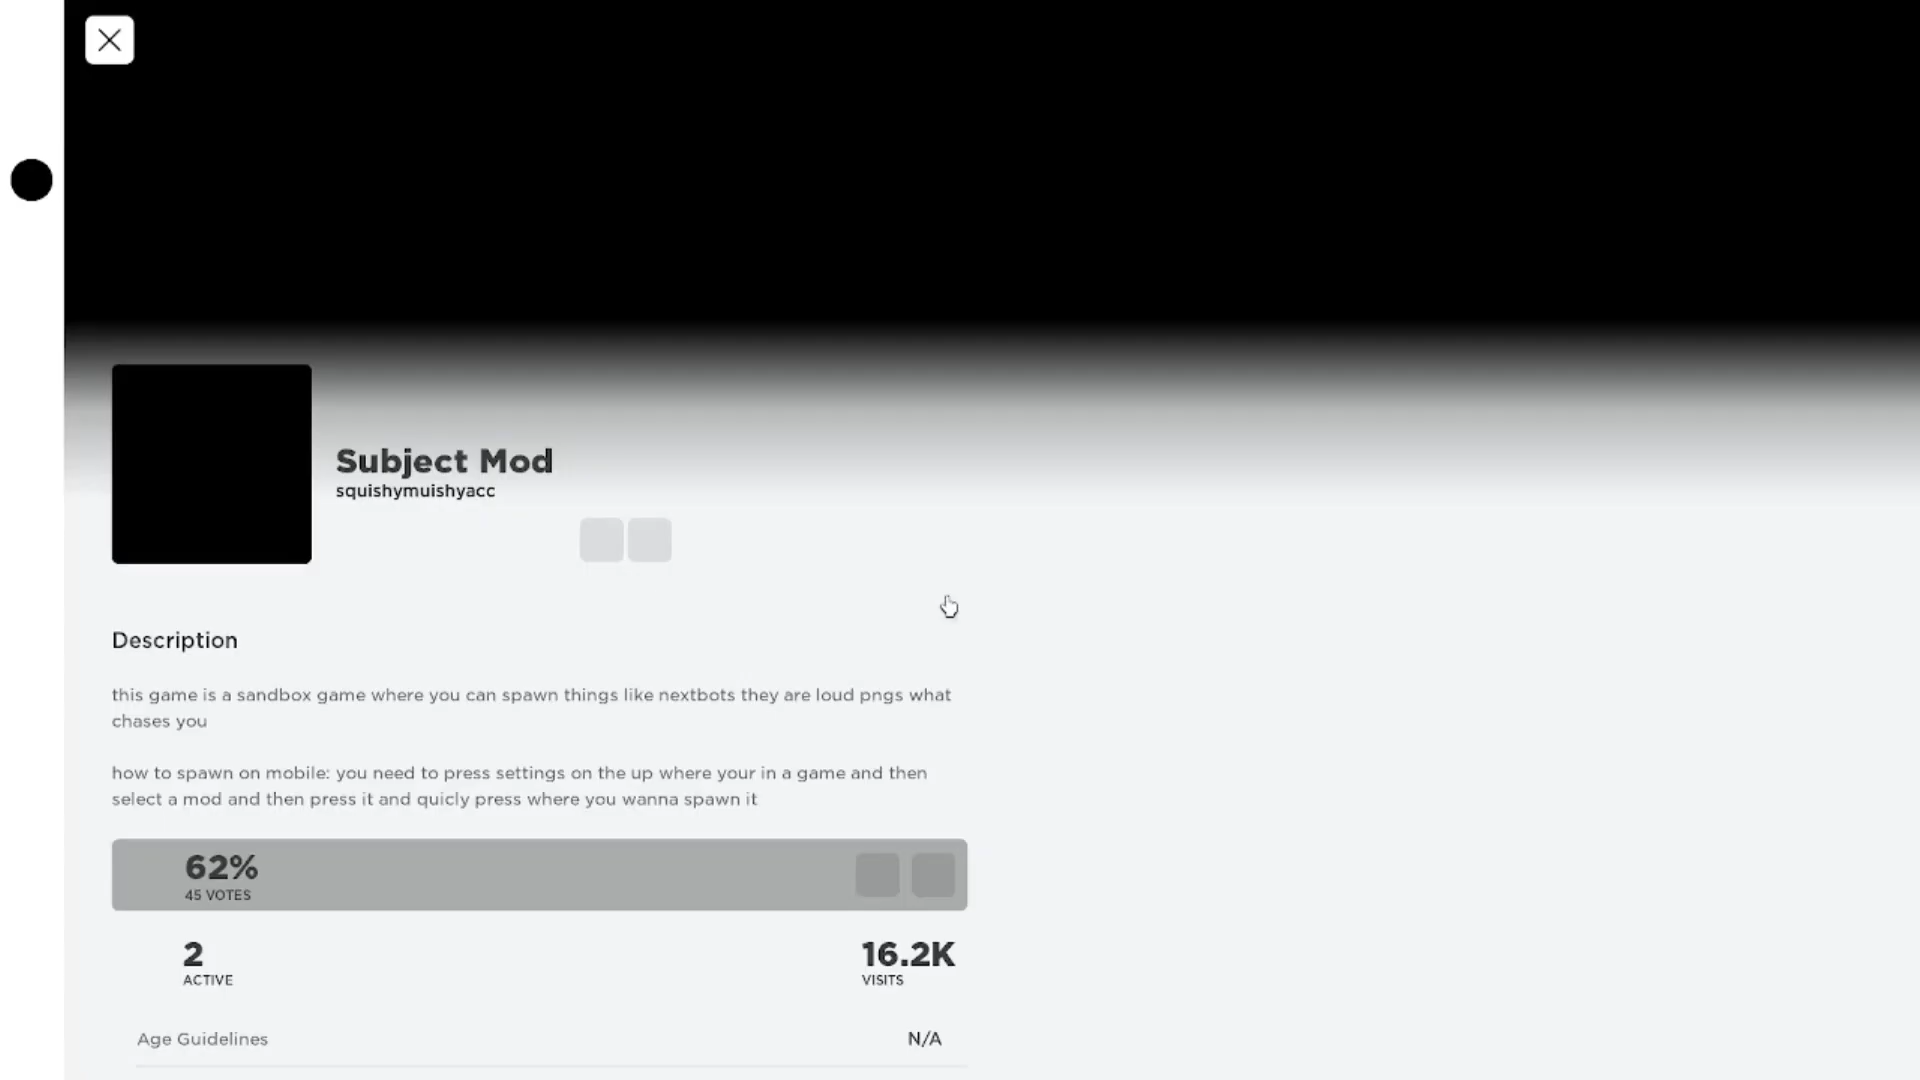 Subject Mod
squishymuishyacc
Description
this game is a sandbox game where you can spawn things like nextbots they are loud pngs what
chases you
how to spawn on mobile: you need to press settings on the up where your in a game and then
select a mod and then press it and quicly press where you wanna spawn it
62%
45 VOTES
2
ACTIVE
16.2K
VISITS
Age Guidelines
N/A